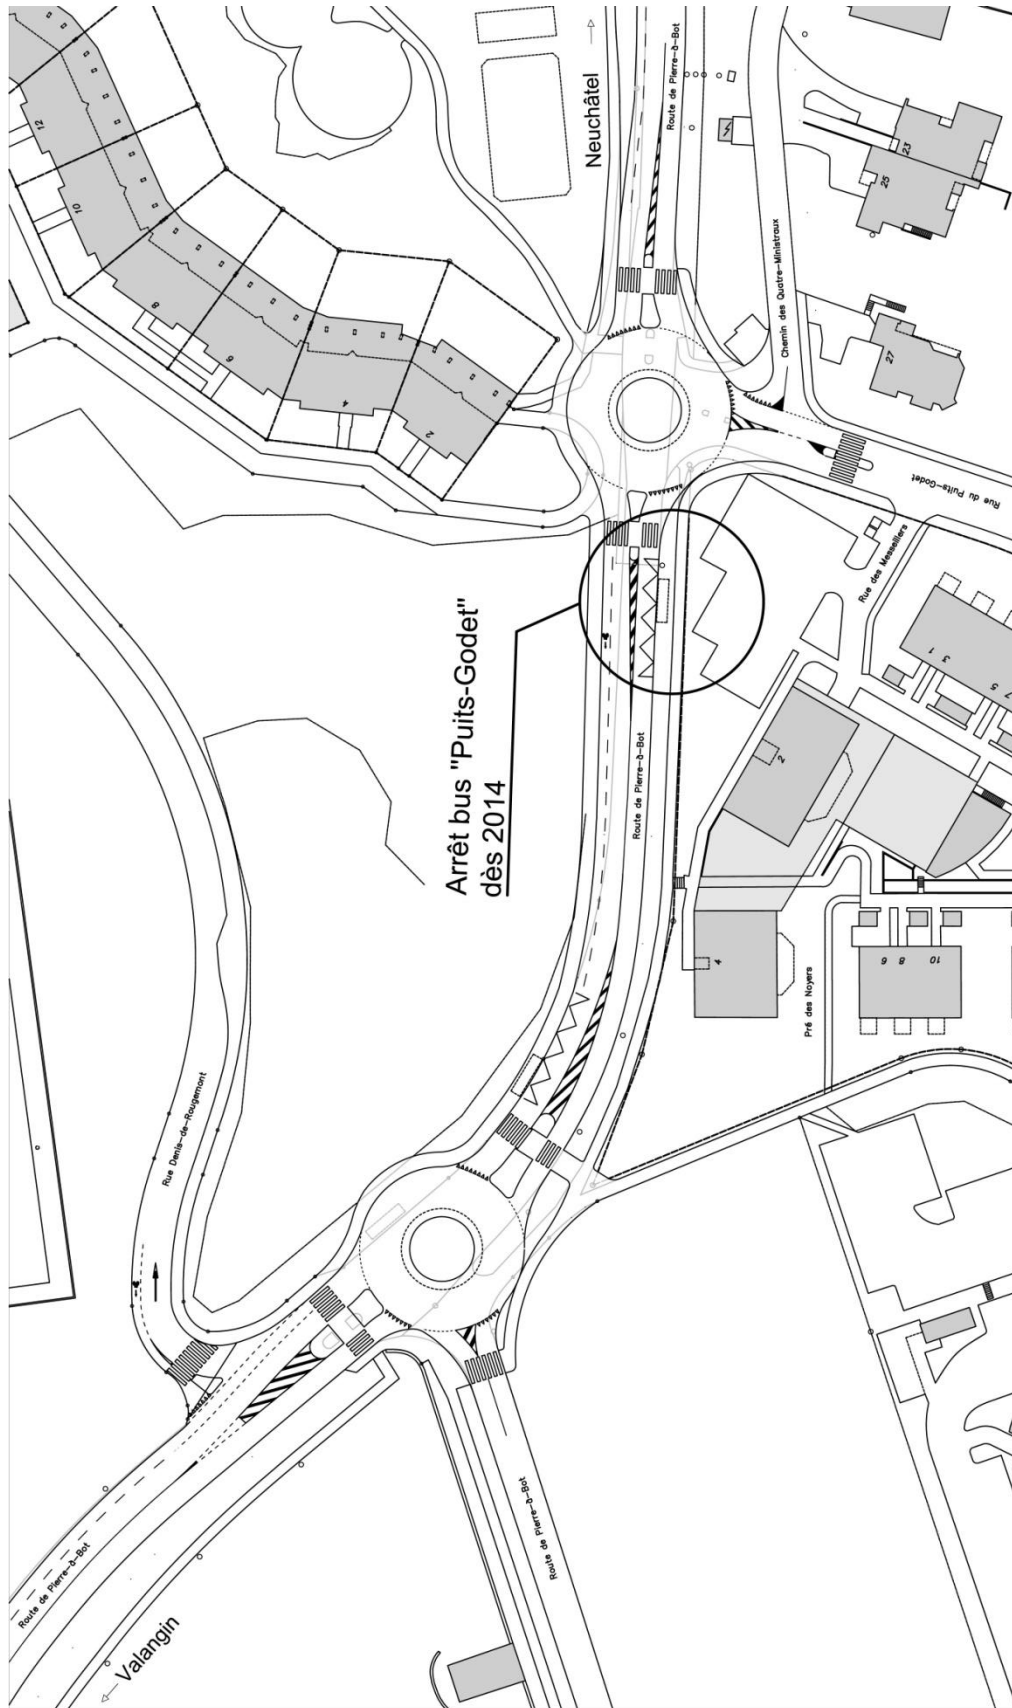 Neuchâtel
Route de Pierre-à-Bot
12
10
8
6
4
2
23
25
27
Chemin des Quatre-Ministraux
Rue du Puits-Godet
Rue des Messeillers
Arrêt bus "Puits-Godet"
dès 2014
Route de Pierre-à-Bot
3 1
7 5
2
4
6 8 10
Pré des Noyers
Rue Denis-de-Rougemont
Route de Pierre-à-Bot
Route de Pierre-à-Bot
Valangin